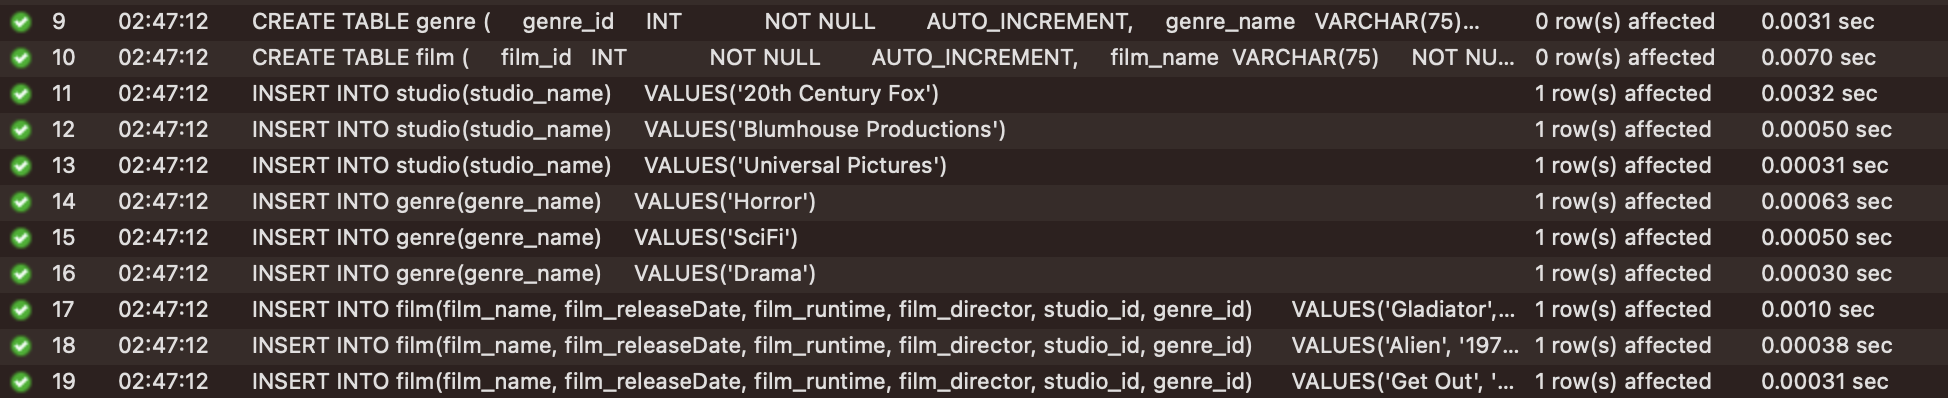 9 02:47:12 CREATE TABLE genre ( genre_id INT NOT NULL AUTO_INCREMENT, genre_name VARCHAR(75)... 0 row(s) affected 0.0031 sec
10 02:47:12 CREATE TABLE film ( film_id INT NOT NULL AUTO_INCREMENT, film_name VARCHAR(75) NOT NU... 0 row(s) affected 0.0070 sec
11 02:47:12 INSERT INTO studio(studio_name) VALUES('20th Century Fox') 1 row(s) affected 0.0032 sec
12 02:47:12 INSERT INTO studio(studio_name) VALUES('Blumhouse Productions') 1 row(s) affected 0.00050 sec
13 02:47:12 INSERT INTO studio(studio_name) VALUES('Universal Pictures') 1 row(s) affected 0.00031 sec
14 02:47:12 INSERT INTO genre(genre_name) VALUES('Horror') 1 row(s) affected 0.00063 sec
15 02:47:12 INSERT INTO genre(genre_name) VALUES('SciFi') 1 row(s) affected 0.00050 sec
16 02:47:12 INSERT INTO genre(genre_name) VALUES('Drama') 1 row(s) affected 0.00030 sec
17 02:47:12 INSERT INTO film(film_name, film_releaseDate, film_runtime, film_director, studio_id, genre_id) VALUES('Gladiator',... 1 row(s) affected 0.0010 sec
18 02:47:12 INSERT INTO film(film_name, film_releaseDate, film_runtime, film_director, studio_id, genre_id) VALUES('Alien', '197... 1 row(s) affected 0.00038 sec
19 02:47:12 INSERT INTO film(film_name, film_releaseDate, film_runtime, film_director, studio_id, genre_id) VALUES('Get Out', '... 1 row(s) affected 0.00031 sec